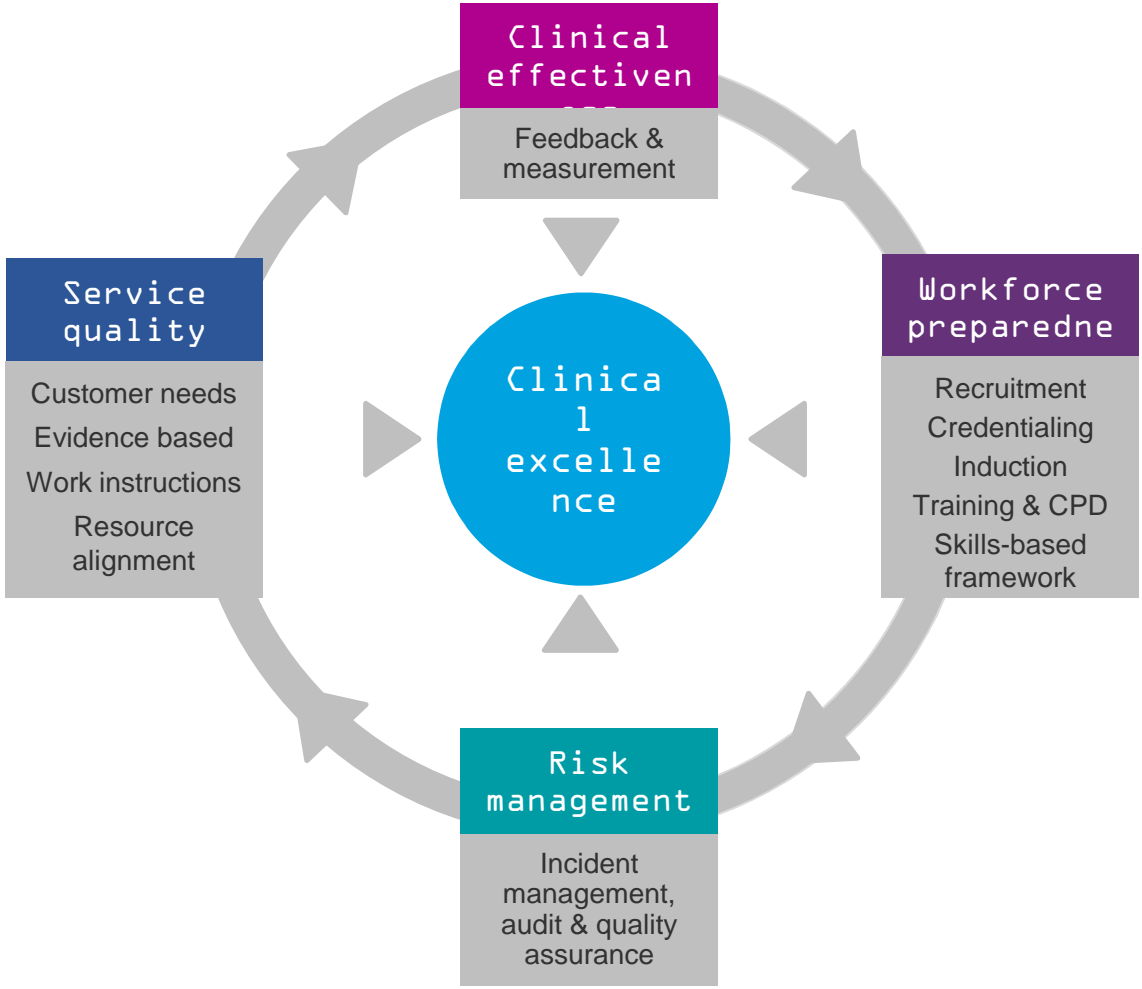 Clinical
effectiven
Feedback &
measurement
Service
quality
Customer needs
Evidence based
Work instructions
Resource
alignment
Clinica
l
excelle
nce
Workforce
preparedne
Recruitment
Credentialing
Induction
Training & CPD
Skills-based
framework
Risk
management
Incident
management,
audit & quality
assurance